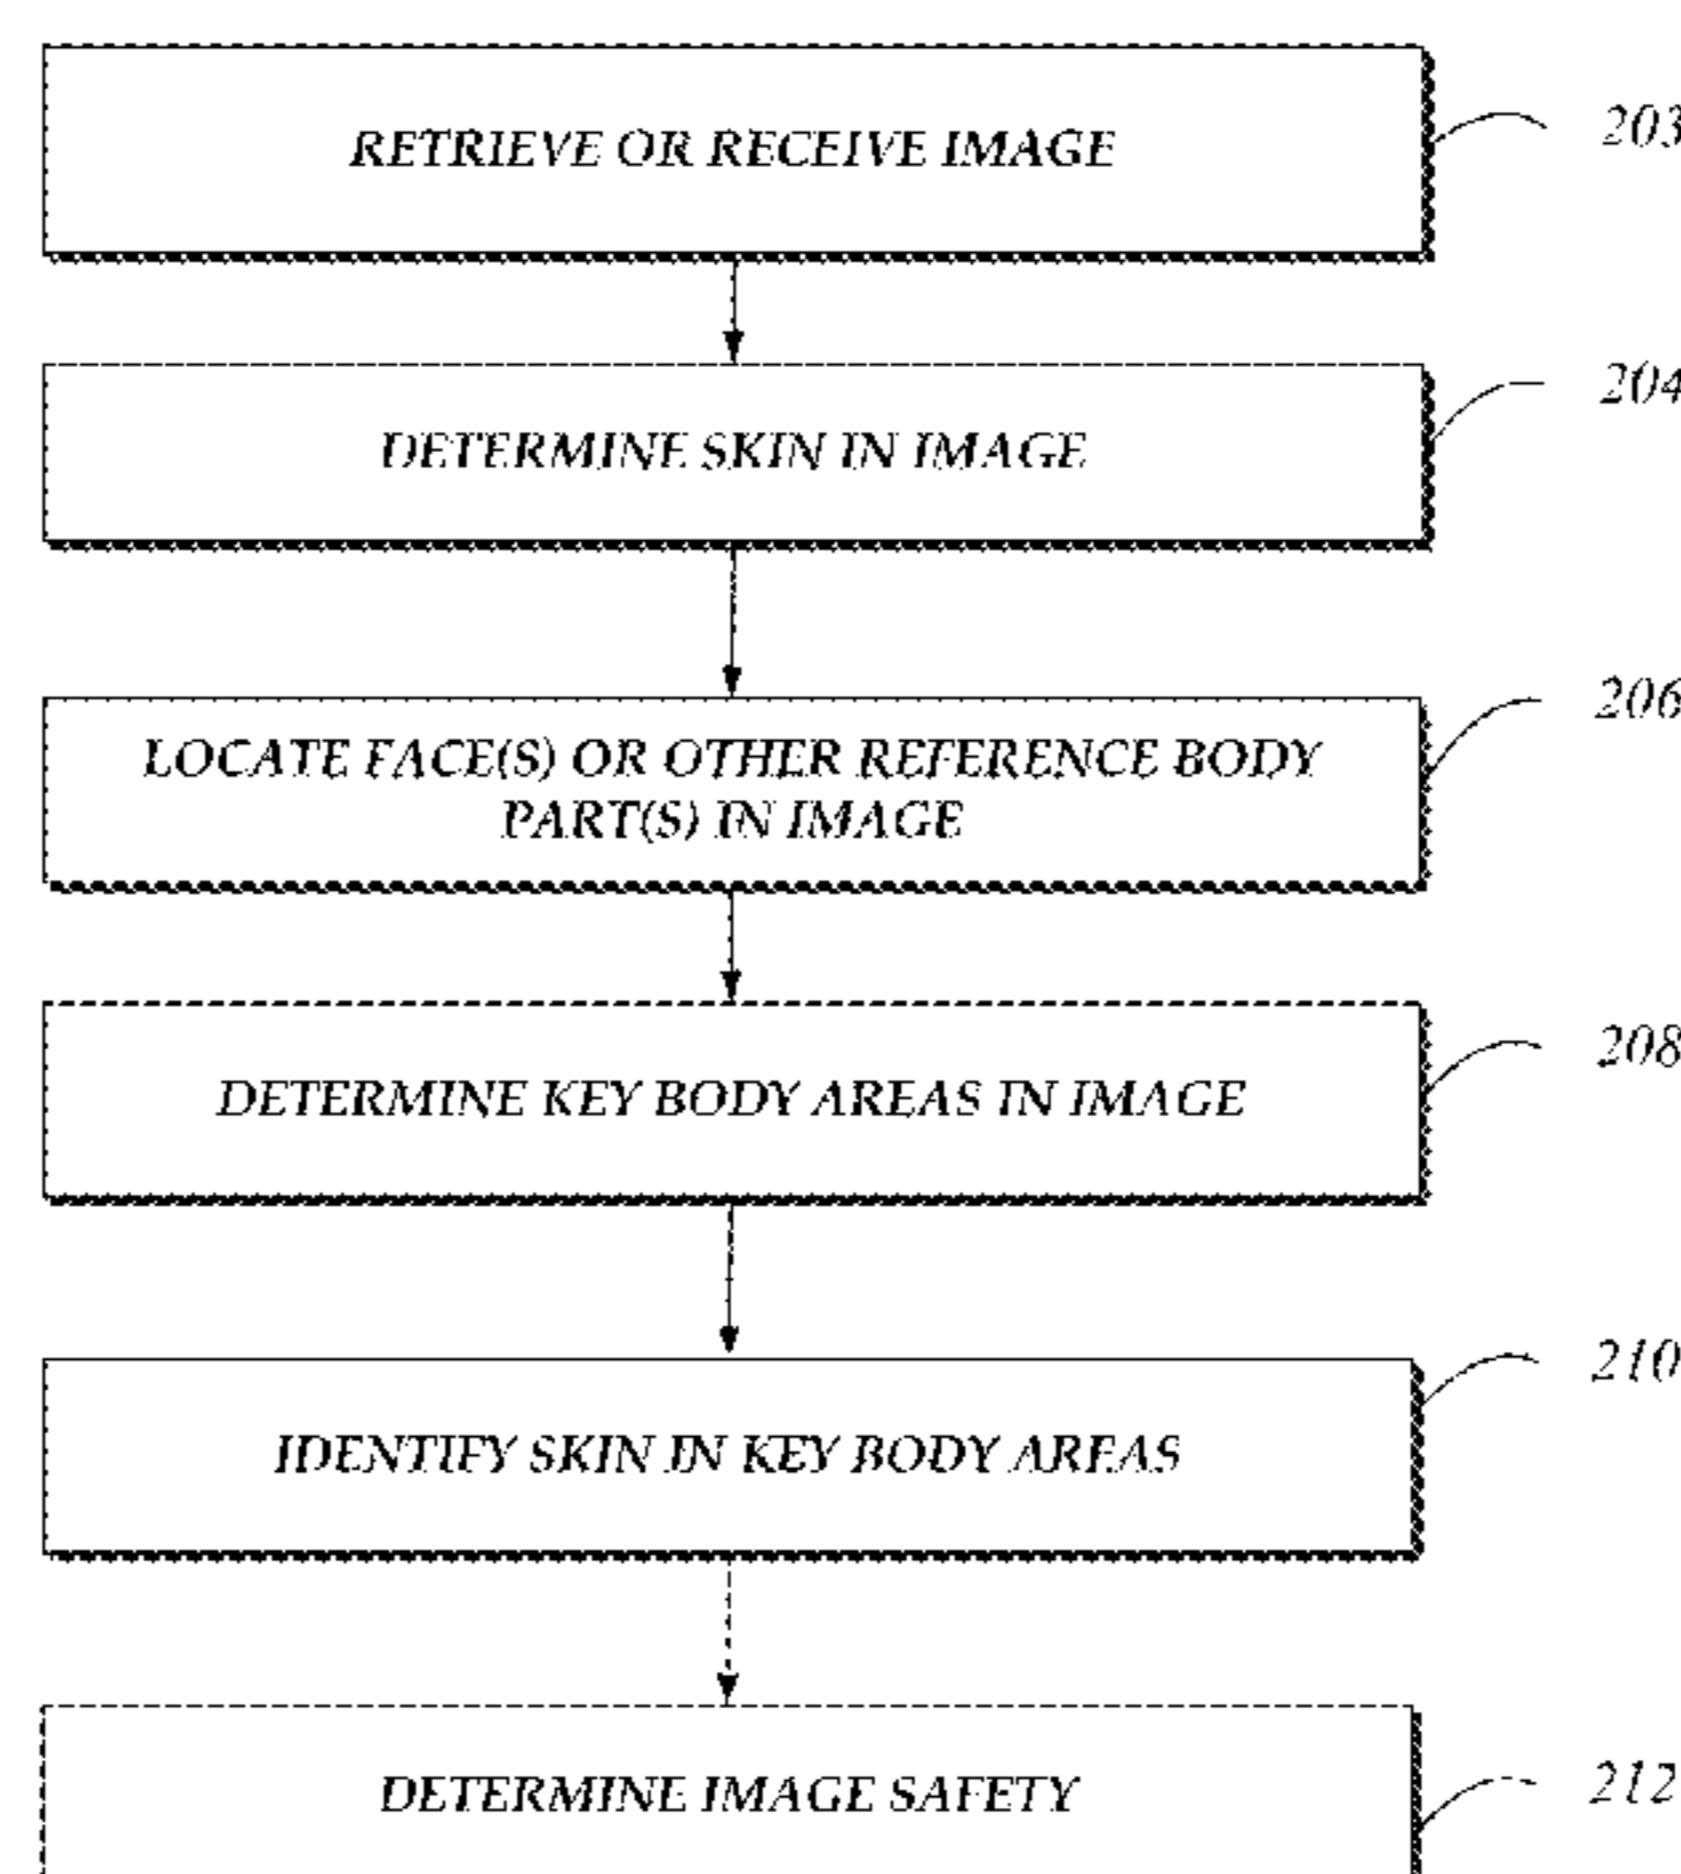 RETRIEVE OR RECEIVE IMAGE
203
DETERMINE SKIN IN IMAGE
204
LOCATE FACE(S) OR OTHER REFERENCE BODY
PART(S) IN IMAGE
206
DETERMINE KEY BODY AREAS IN IMAGE
208
IDENTIFY SKIN IN KEY BODY AREAS
210
DETERMINE IMAGE SAFETY
212